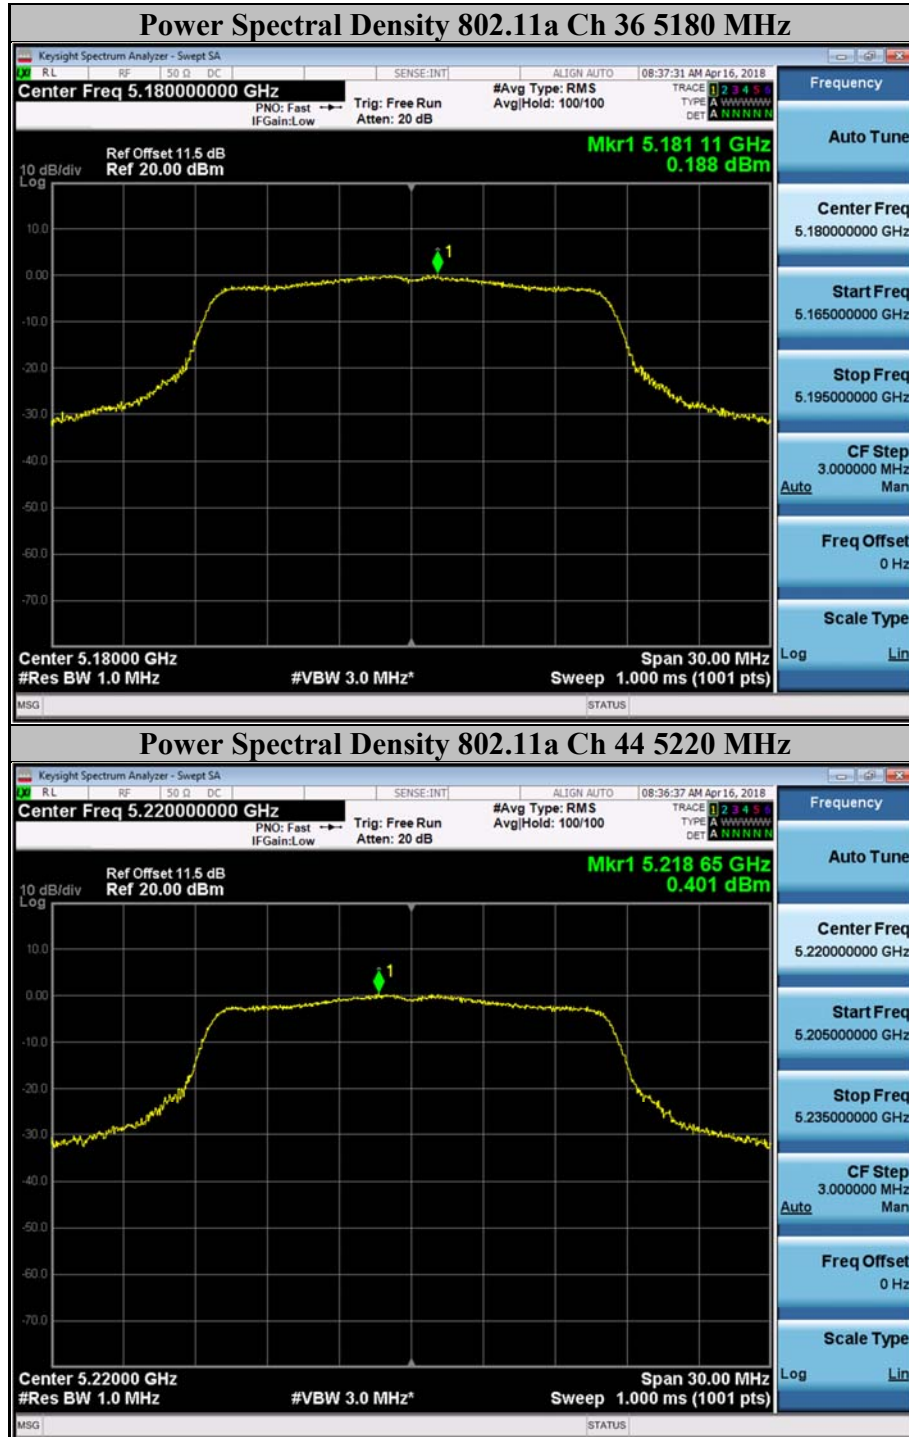 Power Spectral Density 802.11a Ch 36 5180 MHz
Keysight Spectrum Analyzer - Swept SA
LXI RL RF 50 Ω DC SENSE:INT ALIGN AUTO 08:37:31 AM Apr 16, 2018
Center Freq 5.180000000 GHz
PNO: Fast
IFGain:Low
Trig: Free Run
Atten: 20 dB
#Avg Type: RMS
Avg|Hold: 100/100
TRACE 1 2 3 4 5 6
TYPE A WWWWW
DET A N N N N N
Mkr1 5.181 11 GHz
0.188 dBm
10 dB/div
Log
Ref Offset 11.5 dB
Ref 20.00 dBm
1
10.0
0.00
-10.0
-20.0
-30.0
-40.0
-50.0
-60.0
-70.0
Center 5.18000 GHz
#Res BW 1.0 MHz
#VBW 3.0 MHz*
Span 30.00 MHz
Sweep 1.000 ms (1001 pts)
MSG
STATUS
Frequency
Auto Tune
Center Freq
5.180000000 GHz
Start Freq
5.165000000 GHz
Stop Freq
5.195000000 GHz
CF Step
3.000000 MHz
Auto Man
Freq Offset
0 Hz
Scale Type
Log Lin
Power Spectral Density 802.11a Ch 44 5220 MHz
Keysight Spectrum Analyzer - Swept SA
LXI RL RF 50 Ω DC SENSE:INT ALIGN AUTO 08:36:37 AM Apr 16, 2018
Center Freq 5.220000000 GHz
PNO: Fast
IFGain:Low
Trig: Free Run
Atten: 20 dB
#Avg Type: RMS
Avg|Hold: 100/100
TRACE 1 2 3 4 5 6
TYPE A WWWWW
DET A N N N N N
Mkr1 5.218 65 GHz
0.401 dBm
10 dB/div
Log
Ref Offset 11.5 dB
Ref 20.00 dBm
1
10.0
0.00
-10.0
-20.0
-30.0
-40.0
-50.0
-60.0
-70.0
Center 5.22000 GHz
#Res BW 1.0 MHz
#VBW 3.0 MHz*
Span 30.00 MHz
Sweep 1.000 ms (1001 pts)
MSG
STATUS
Frequency
Auto Tune
Center Freq
5.220000000 GHz
Start Freq
5.205000000 GHz
Stop Freq
5.235000000 GHz
CF Step
3.000000 MHz
Auto Man
Freq Offset
0 Hz
Scale Type
Log Lin